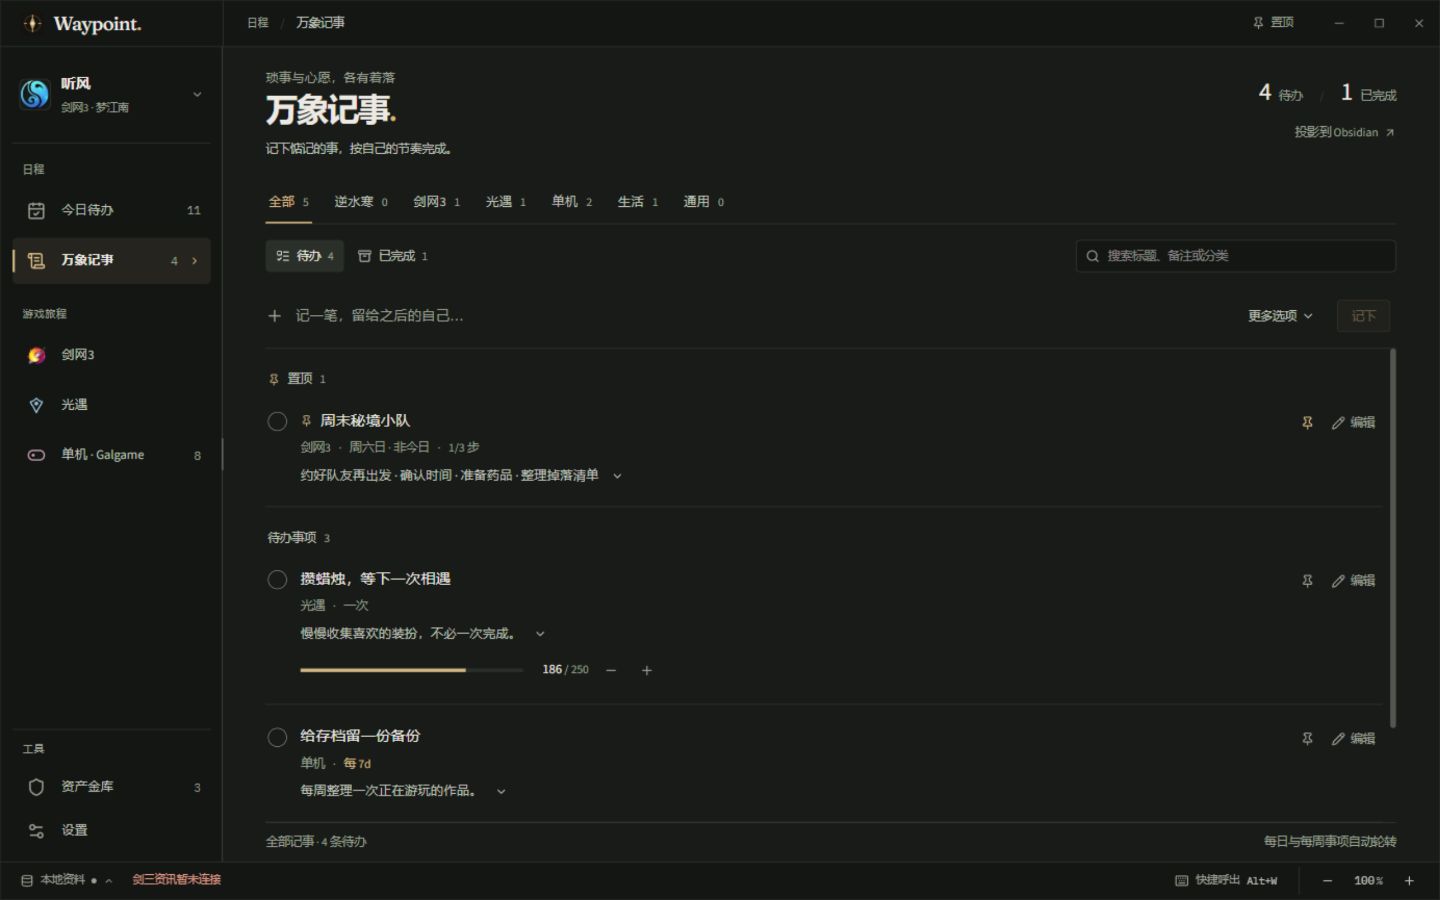 Waypoint.
日程 / 万象记事
置顶
听风
剑网3·梦江南
日程
今日待办 11
万象记事 4
游戏旅程
剑网3
光遇
单机·Galgame 8
工具
资产金库 3
设置
琐事与心愿，各有着落
万象记事.
记下惦记的事，按自己的节奏完成。
4 待办 / 1 已完成
投影到 Obsidian
全部 5 逆水寒 0 剑网3 1 光遇 1 单机 2 生活 1 通用 0
待办 4 已完成 1
搜索标题、备注或分类
记一笔，留给之后的自己...
更多选项 记下
置顶 1
周末秘境小队
编辑
剑网3 · 周六日·非今日 · 1/3 步
约好队友再出发·确认时间·准备药品·整理掉落清单
待办事项 3
攒蜡烛，等下一次相遇
编辑
光遇 · 一次
慢慢收集喜欢的装扮，不必一次完成。
186 / 250 − +
给存档留一份备份
编辑
单机 · 每 7d
每周整理一次正在游玩的作品。
全部记事·4 条待办
每日与每周事项自动轮转
本地资料 剑三资讯暂未连接
快捷呼出 Alt+W − 100% +